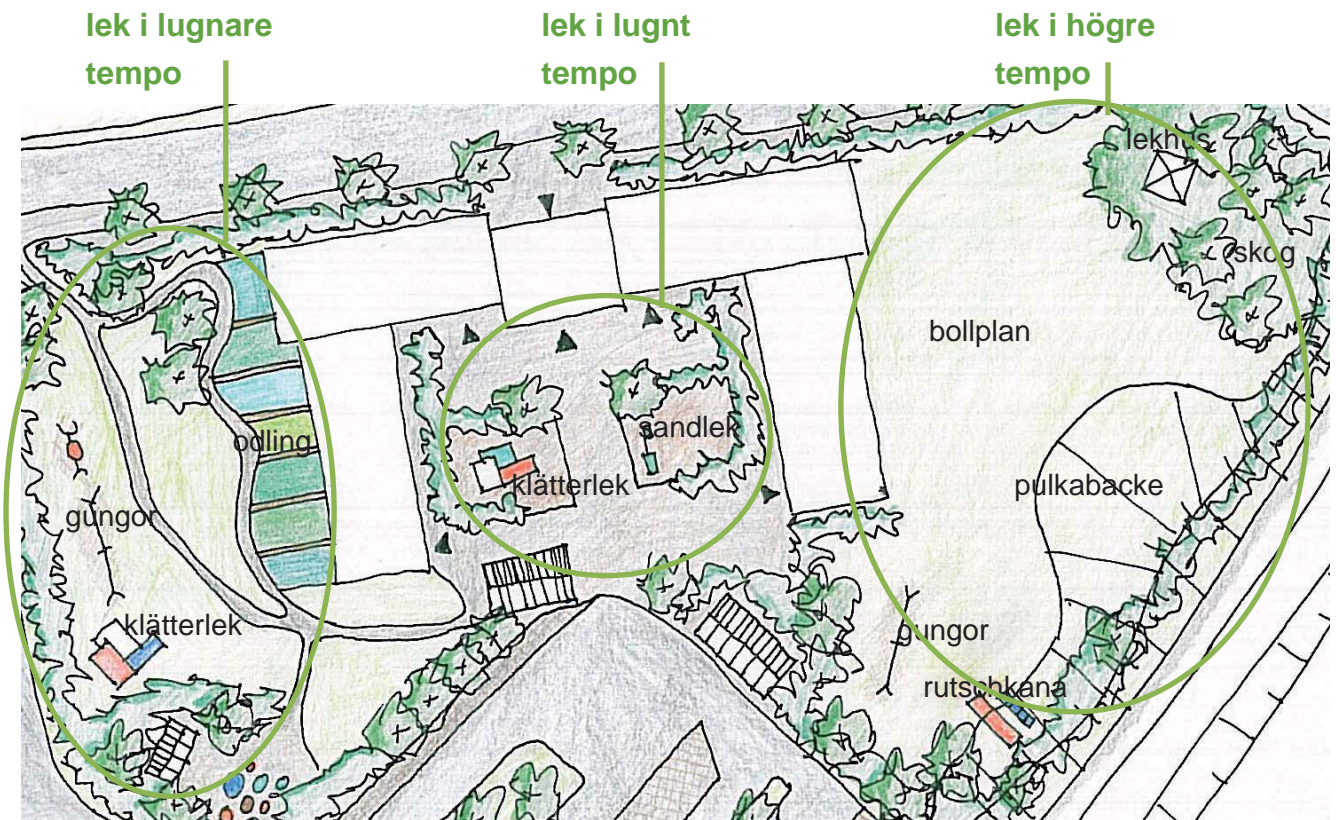 lek i lugnare
tempo
lek i lugnt
tempo
lek i högre
tempo
lekhus
skog
bollplan
odling
sandlek
klätterlek
pulkabacke
gungor
klätterlek
gungor
rutschkana